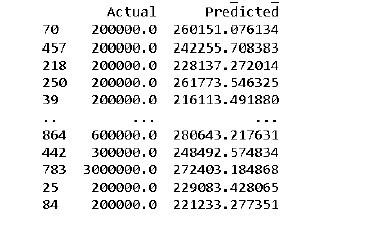 Actual Predicted
70 200000.0 260151.076134
457 200000.0 242255.708383
218 200000.0 228137.272014
250 200000.0 261773.546325
39 200000.0 216113.491880
.. ... ...
864 600000.0 280643.217631
442 300000.0 248492.574834
783 3000000.0 272403.184868
25 200000.0 229083.428065
84 200000.0 221233.277351